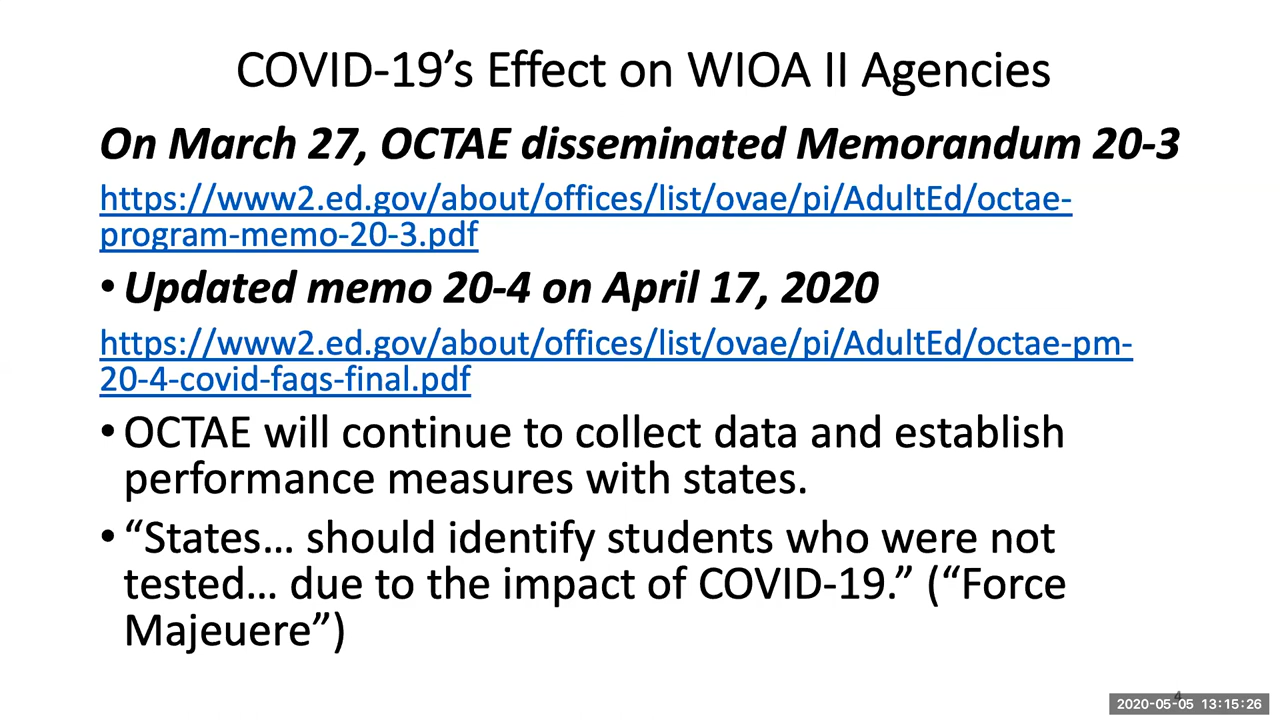 COVID-19’s Effect on WIOA II Agencies
On March 27, OCTAE disseminated Memorandum 20-3
https://www2.ed.gov/about/offices/list/ovae/pi/AdultEd/octae-
program-memo-20-3.pdf
• Updated memo 20-4 on April 17, 2020
https://www2.ed.gov/about/offices/list/ovae/pi/AdultEd/octae-pm-
20-4-covid-faqs-final.pdf
• OCTAE will continue to collect data and establish
performance measures with states.
• “States… should identify students who were not
tested… due to the impact of COVID-19.” (“Force
Majeuere”)
4
2020-05-05 13:15:26